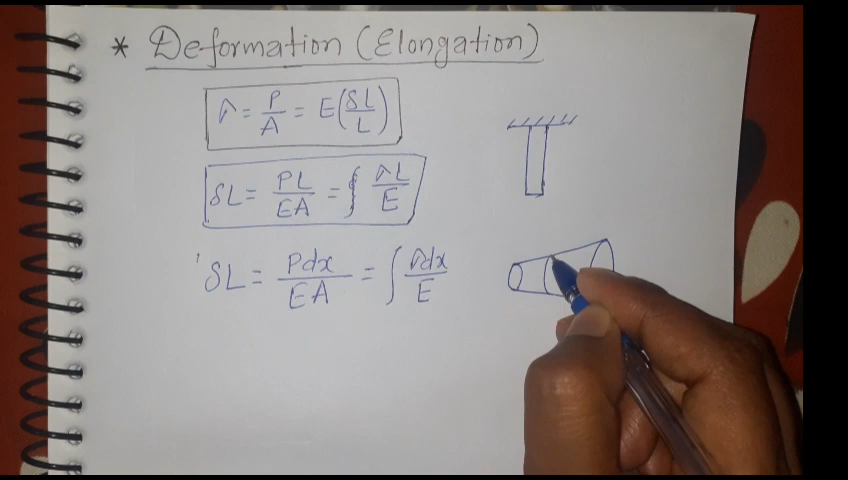 * Deformation (Elongation)
σ = P/A = E(δL/L)
δL = PL/EA = ∫ σL/E
δL = Pdx/EA = ∫ σdx/E